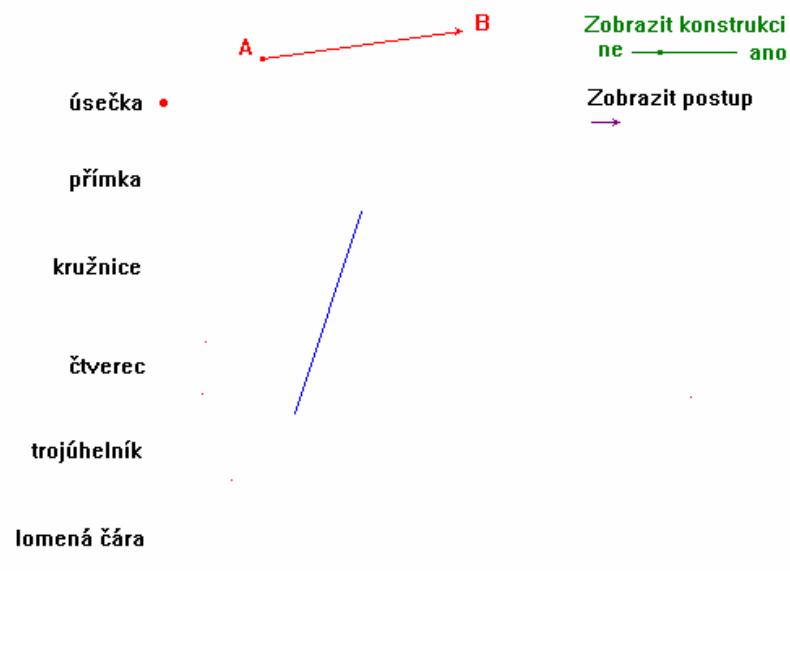 A
B
Zobrazit konstrukci
ne
ano
úsečka
Zobrazit postup
přímka
kružnice
čtverec
trojúhelník
lomená čára